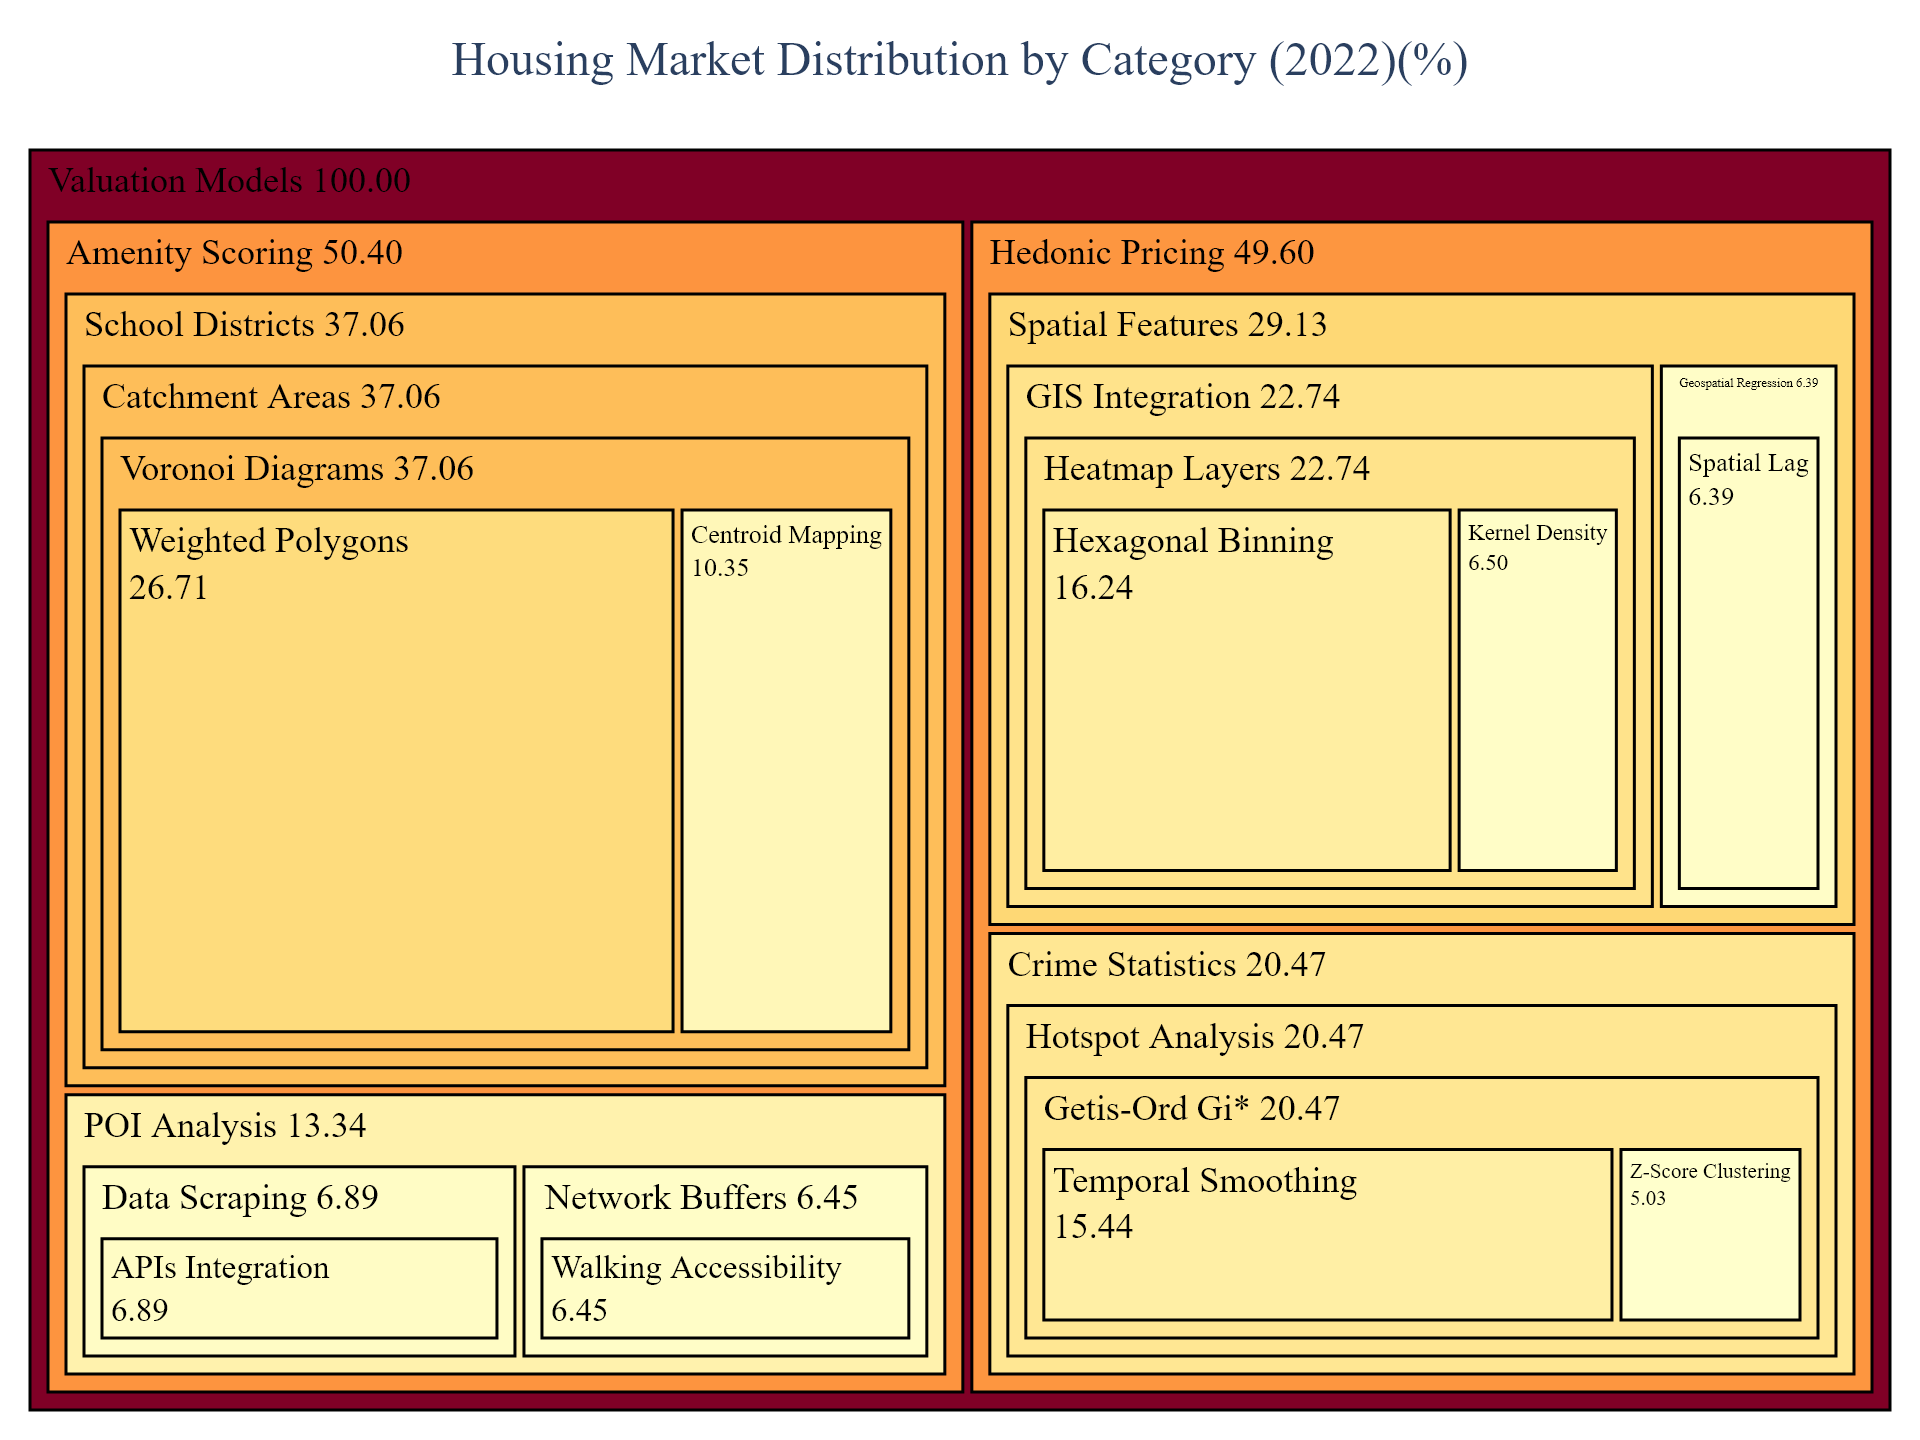 Housing Market Distribution by Category (2022)(%)
Valuation Models 100.00
Amenity Scoring 50.40
School Districts 37.06
Catchment Areas 37.06
Voronoi Diagrams 37.06
Weighted Polygons
26.71
Centroid Mapping
10.35
POI Analysis 13.34
Data Scraping 6.89
APIs Integration
6.89
Network Buffers 6.45
Walking Accessibility
6.45
Hedonic Pricing 49.60
Spatial Features 29.13
GIS Integration 22.74
Heatmap Layers 22.74
Hexagonal Binning
16.24
Kernel Density
6.50
Geospatial Regression 6.39
Spatial Lag
6.39
Crime Statistics 20.47
Hotspot Analysis 20.47
Getis-Ord Gi* 20.47
Temporal Smoothing
15.44
Z-Score Clustering
5.03